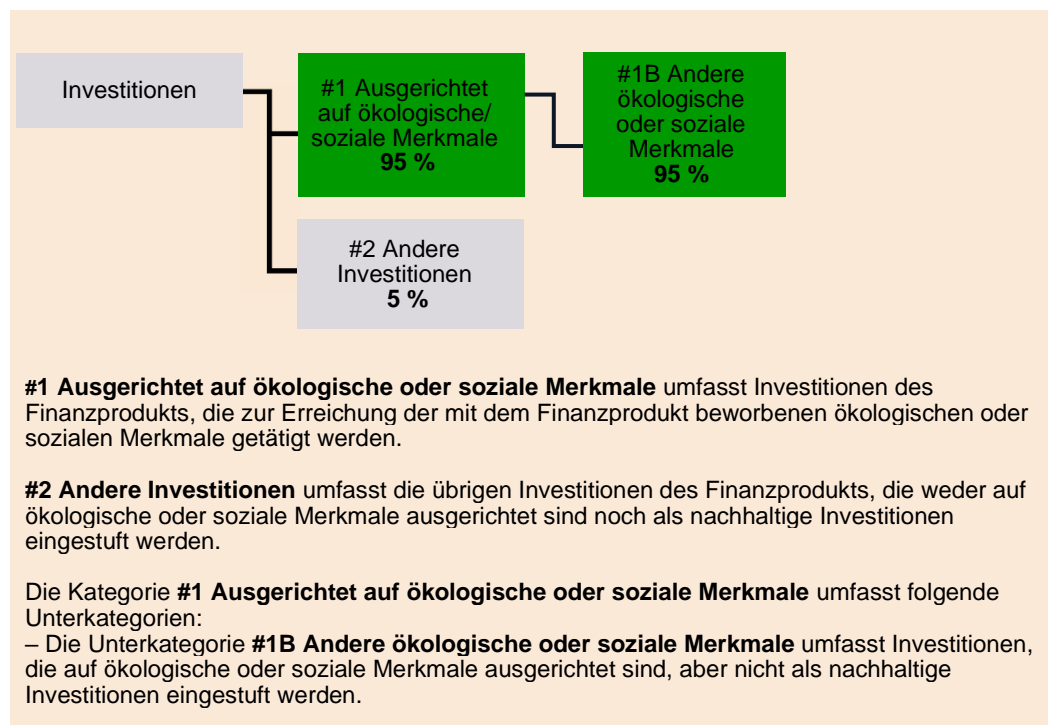 Investitionen
#1 Ausgerichtet
auf ökologische/
soziale Merkmale
95 %
#1B Andere
ökologische
oder soziale
Merkmale
95 %
#2 Andere
Investitionen
5 %
#1 Ausgerichtet auf ökologische oder soziale Merkmale umfasst Investitionen des
Finanzprodukts, die zur Erreichung der mit dem Finanzprodukt beworbenen ökologischen oder
sozialen Merkmale getätigt werden.
#2 Andere Investitionen umfasst die übrigen Investitionen des Finanzprodukts, die weder auf
ökologische oder soziale Merkmale ausgerichtet sind noch als nachhaltige Investitionen
eingestuft werden.
Die Kategorie #1 Ausgerichtet auf ökologische oder soziale Merkmale umfasst folgende
Unterkategorien:
– Die Unterkategorie #1B Andere ökologische oder soziale Merkmale umfasst Investitionen,
die auf ökologische oder soziale Merkmale ausgerichtet sind, aber nicht als nachhaltige
Investitionen eingestuft werden.